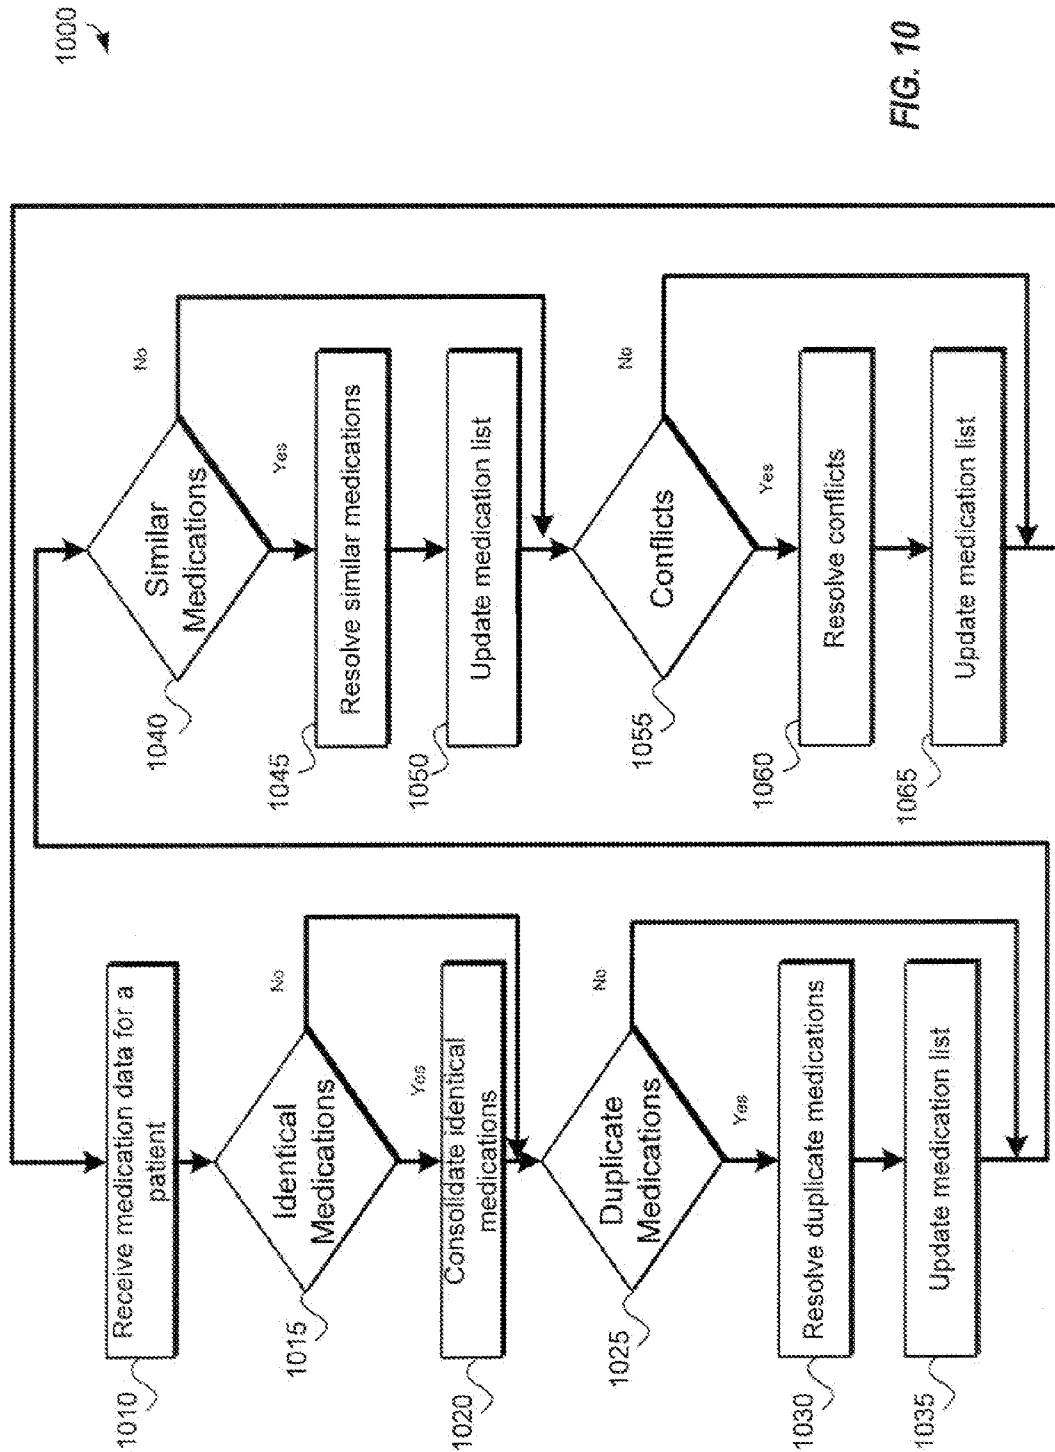 1000
1010
Receive medication data for a
patient
1015
Identical
Medications
No
Yes
1020
Consolidate identical
medications
1025
Duplicate
Medications
No
Yes
1030
Resolve duplicate medications
1035
Update medication list
1040
Similar
Medications
No
Yes
1045
Resolve similar medications
1050
Update medication list
1055
Conflicts
No
Yes
1060
Resolve conflicts
1065
Update medication list
FIG. 10